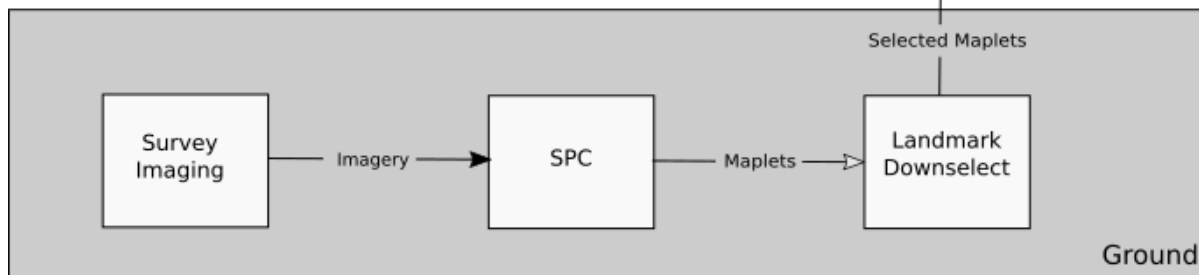 Selected Maplets
Survey
Imaging
Imagery
SPC
Maplets
Landmark
Downselect
Ground